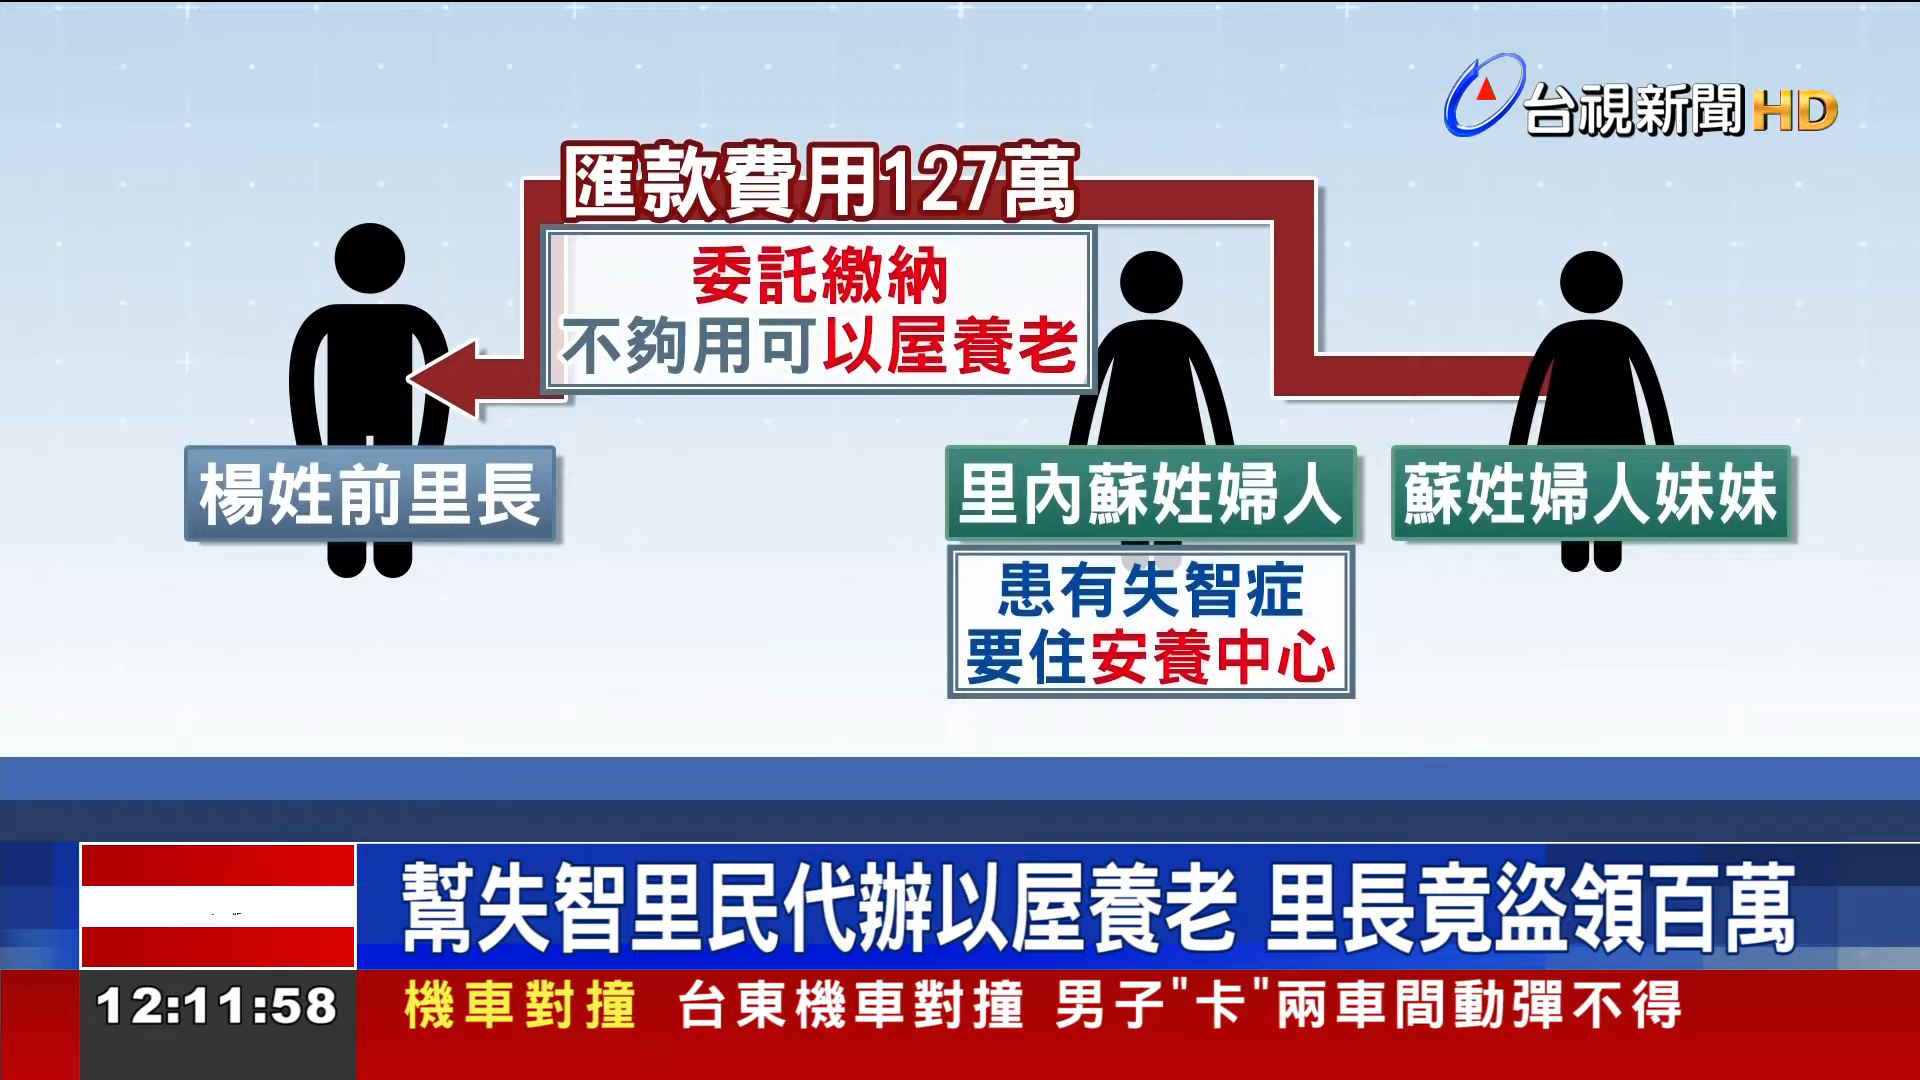 台視新聞HD
匯款費用127萬
委託繳納
不夠用可以屋養老
楊姓前里長
里內蘇姓婦人
蘇姓婦人妹妹
患有失智症
要住安養中心
幫失智里民代辦以屋養老 里長竟盜領百萬
12:11:58
機車對撞 台東機車對撞 男子"卡"兩車間動彈不得